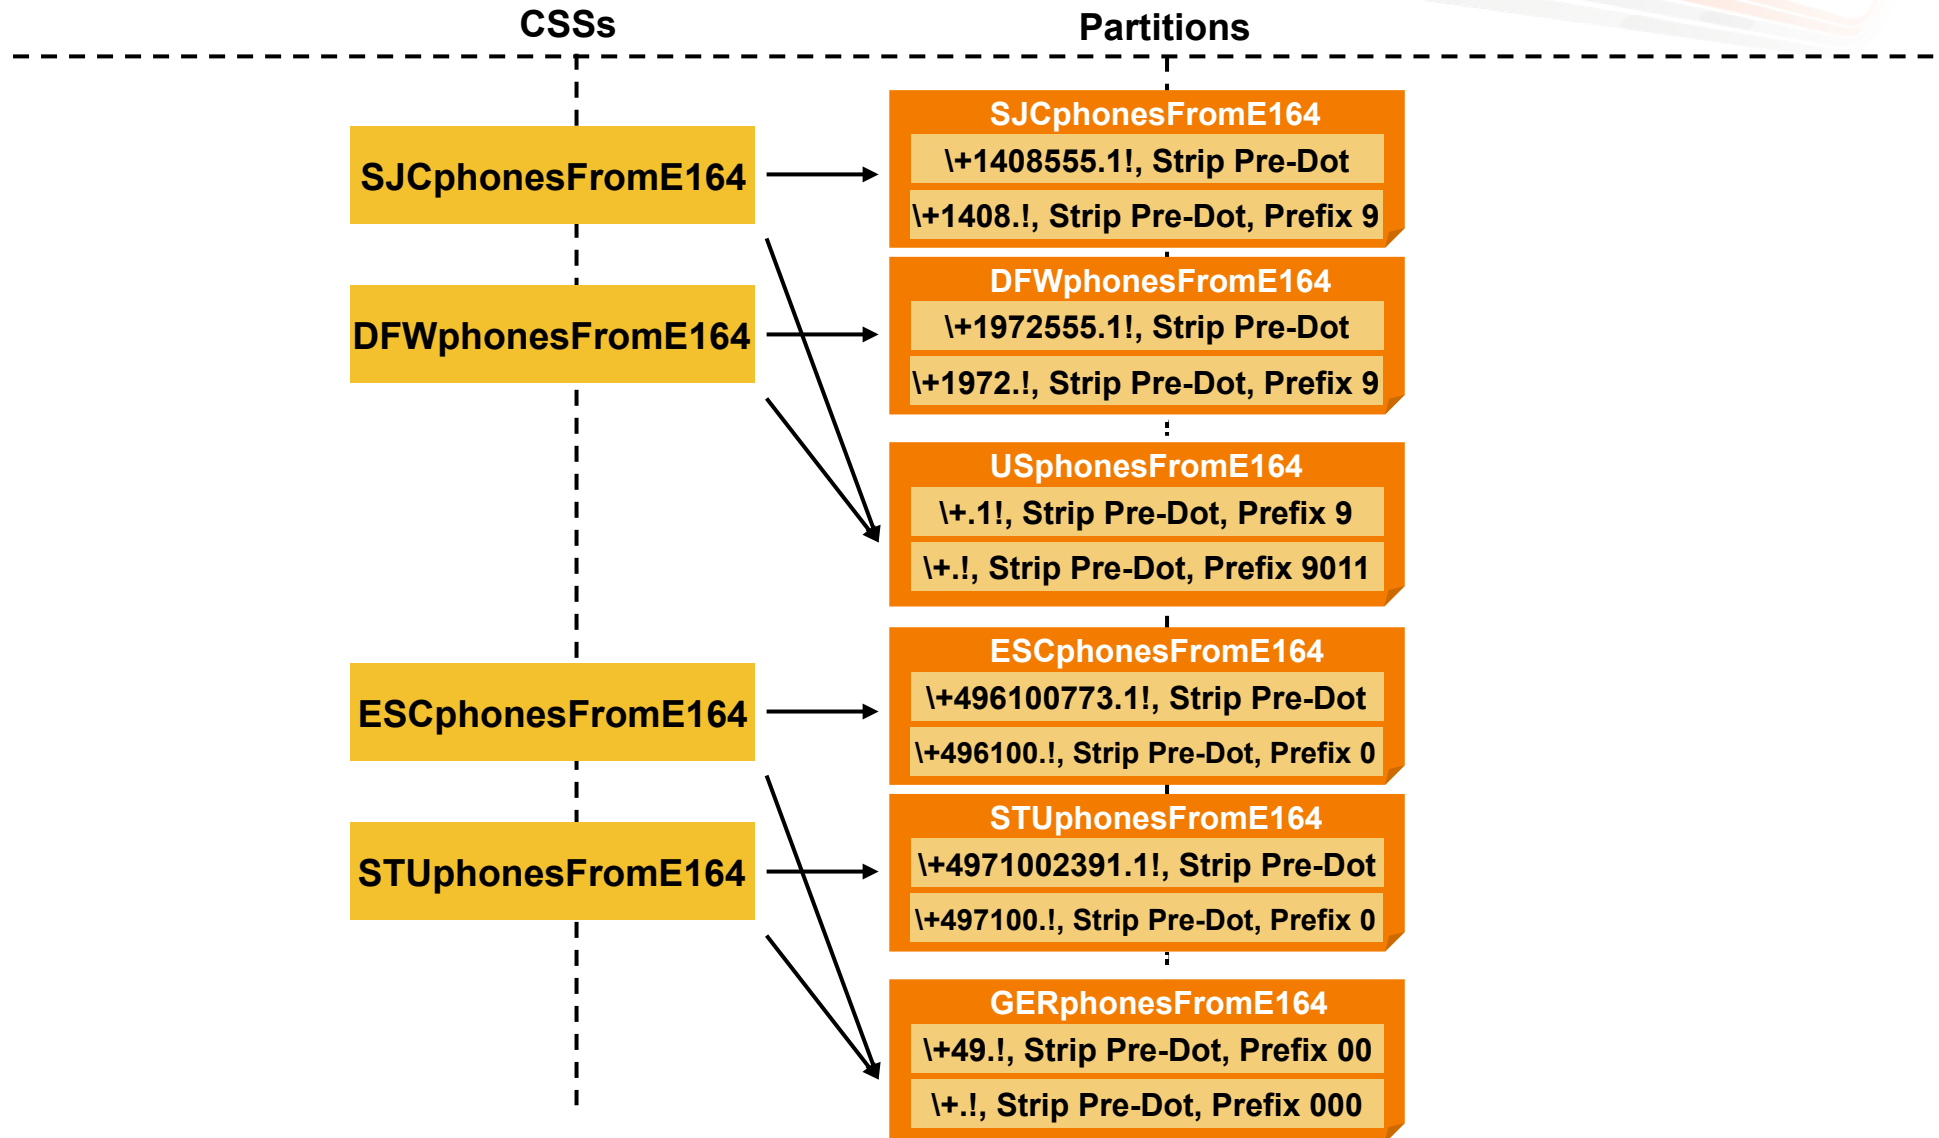 CSSs
Partitions
SJCphonesFromE164
DFWphonesFromE164
ESCphonesFromE164
STUphonesFromE164
SJCphonesFromE164
\+1408555.1!, Strip Pre-Dot
\+1408.!, Strip Pre-Dot, Prefix 9
DFWphonesFromE164
\+1972555.1!, Strip Pre-Dot
\+1972.!, Strip Pre-Dot, Prefix 9
USphonesFromE164
\+.1!, Strip Pre-Dot, Prefix 9
\+.!, Strip Pre-Dot, Prefix 9011
ESCphonesFromE164
\+496100773.1!, Strip Pre-Dot
\+496100.!, Strip Pre-Dot, Prefix 0
STUphonesFromE164
\+4971002391.1!, Strip Pre-Dot
\+497100.!, Strip Pre-Dot, Prefix 0
GERphonesFromE164
\+49.!, Strip Pre-Dot, Prefix 00
\+.!, Strip Pre-Dot, Prefix 000